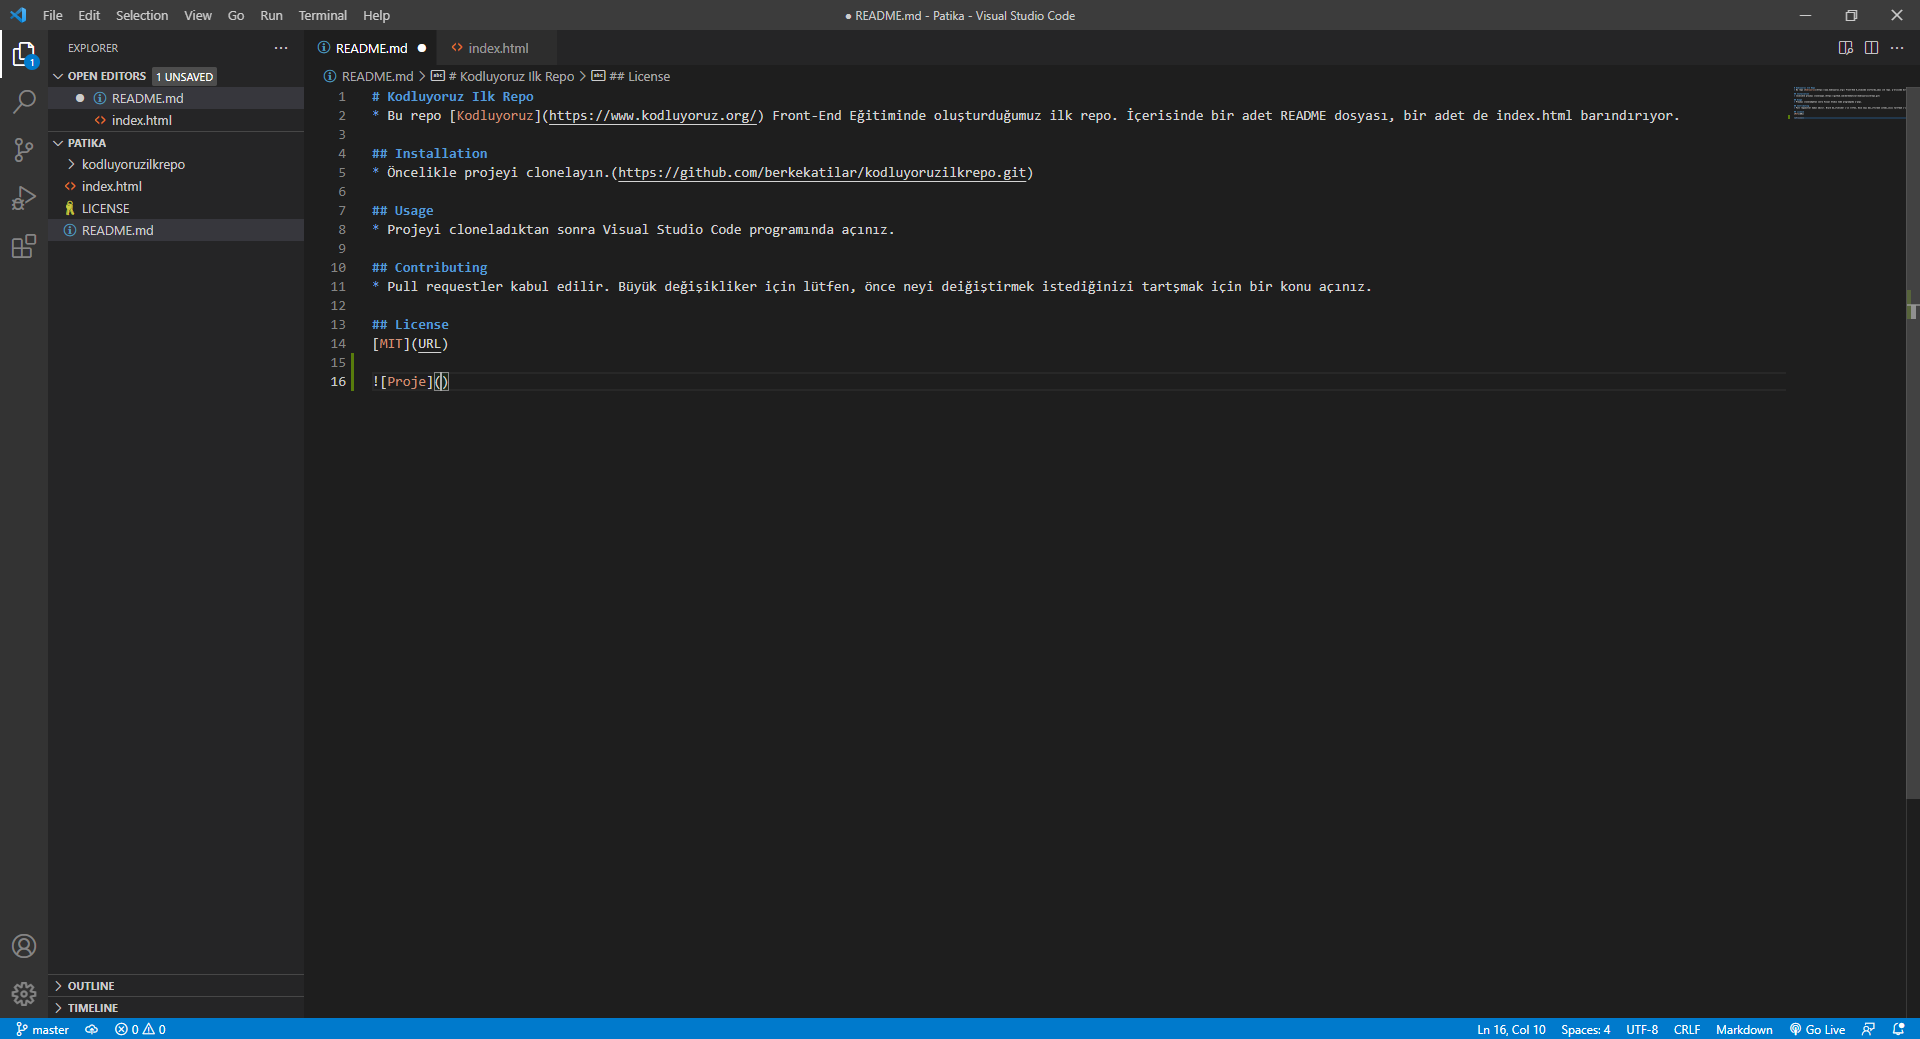 File Edit Selection View Go Run Terminal Help
● README.md - Patika - Visual Studio Code
EXPLORER
1
OPEN EDITORS 1 UNSAVED
README.md
index.html
PATIKA
kodluyoruzilkrepo
index.html
LICENSE
README.md
OUTLINE
TIMELINE
README.md index.html
README.md > # Kodluyoruz Ilk Repo > ## License
1 # Kodluyoruz Ilk Repo
2 * Bu repo [Kodluyoruz](https://www.kodluyoruz.org/) Front-End Eğitiminde oluşturduğumuz ilk repo. İçerisinde bir adet README dosyası, bir adet de index.html barındırıyor.
3
4 ## Installation
5 * Öncelikle projeyi clonelayın.(https://github.com/berkekatilar/kodluyoruzilkrepo.git)
6
7 ## Usage
8 * Projeyi cloneladıktan sonra Visual Studio Code programında açınız.
9
10 ## Contributing
11 * Pull requestler kabul edilir. Büyük değişikliker için lütfen, önce neyi deiğiştirmek istediğinizi tartşmak için bir konu açınız.
12
13 ## License
14 [MIT](URL)
15
16 ![Proje]()
master 0 0 Ln 16, Col 10 Spaces: 4 UTF-8 CRLF Markdown Go Live